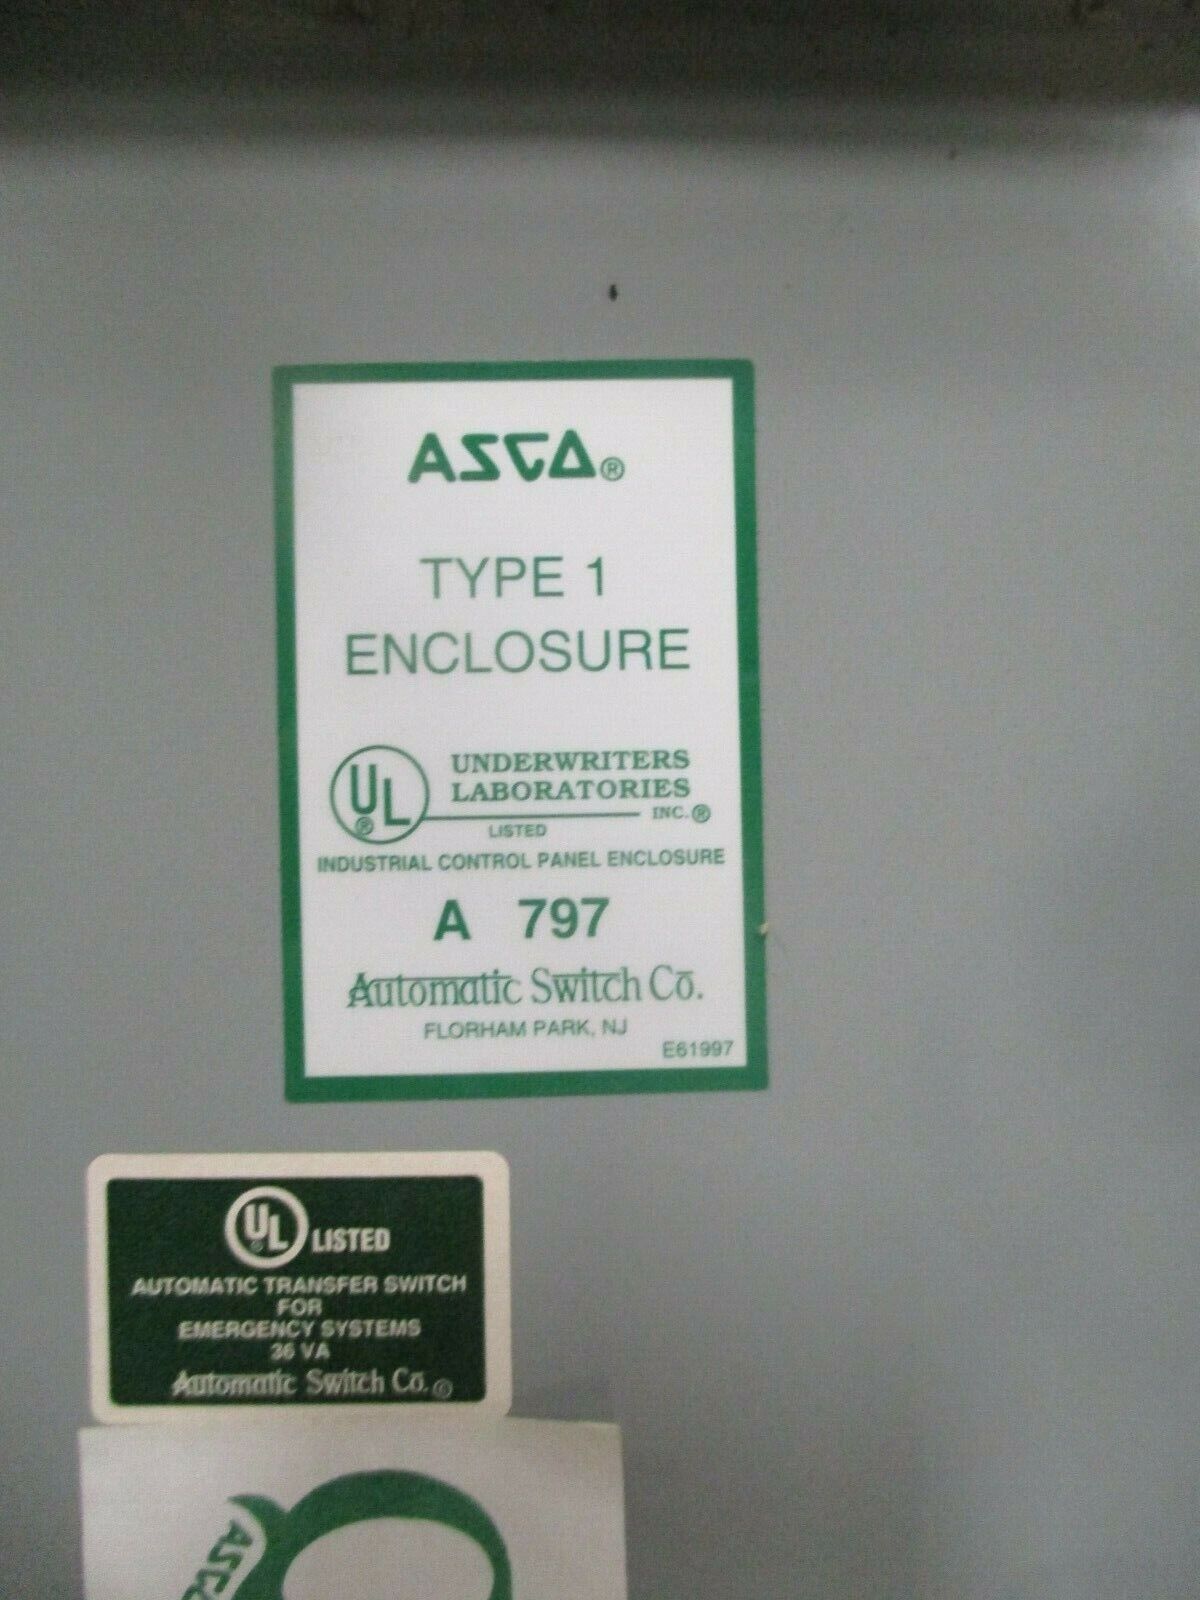 ASCO®
TYPE 1
ENCLOSURE
UL® UNDERWRITERS
LABORATORIES
INC.®
LISTED
INDUSTRIAL CONTROL PANEL ENCLOSURE
A 797
Automatic Switch Co.
FLORHAM PARK, NJ
E61997
UL® LISTED
AUTOMATIC TRANSFER SWITCH
FOR
EMERGENCY SYSTEMS
36 VA
Automatic Switch Co.©
ASCO